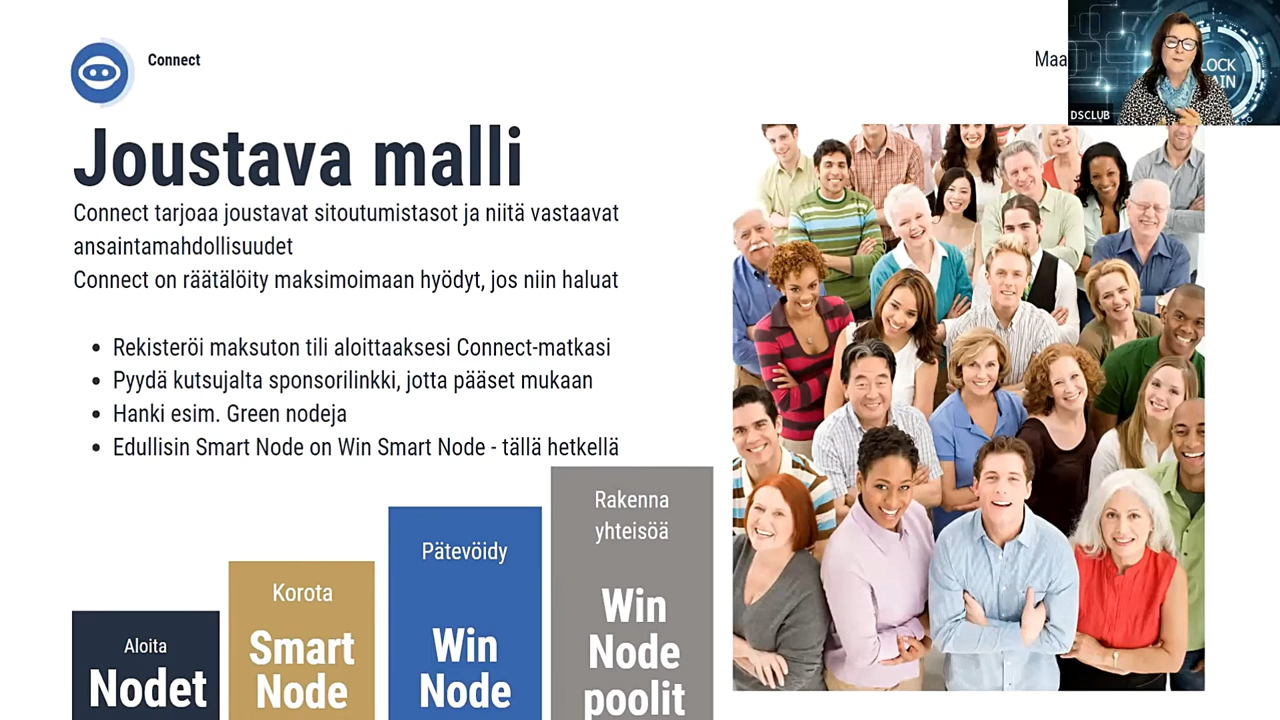 Connect
Maa
LOCK
AIN
DSCLUB
Joustava malli
Connect tarjoaa joustavat sitoutumistasot ja niitä vastaavat
ansaintamahdollisuudet
Connect on räätälöity maksimoimaan hyödyt, jos niin haluat
• Rekisteröi maksuton tili aloittaaksesi Connect-matkasi
• Pyydä kutsujalta sponsorilinkki, jotta pääset mukaan
• Hanki esim. Green nodeja
• Edullisin Smart Node on Win Smart Node - tällä hetkellä
Aloita
Nodet
Korota
Smart
Node
Pätevöidy
Win
Node
Rakenna
yhteisöä
Win
Node
poolit